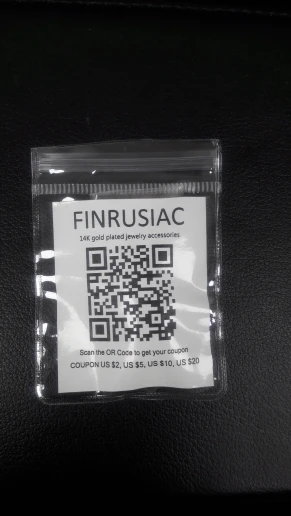 FINRUSIAC
14K gold plated jewelry accessories
Scan the QR Code to get your coupon
COUPON US $2, US $5, US $10, US $20